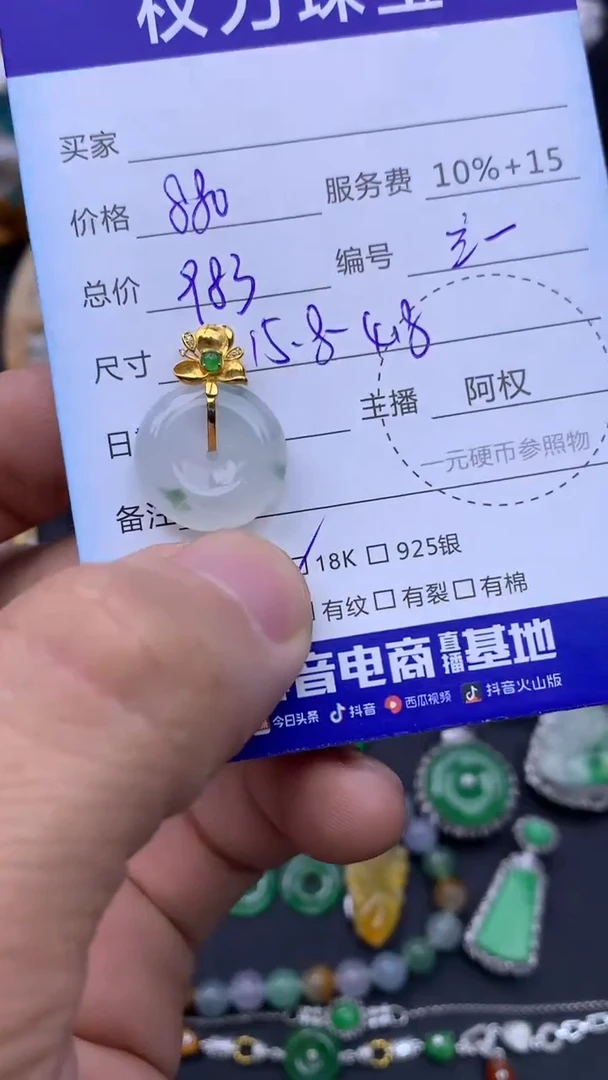 权力珠宝
买家
价格 880 服务费 10%+15
总价 983 编号
尺寸 15-8-4.8
日 主播 阿权
一元硬币参照物
备注
18K 925银
有纹 有裂 有棉
音电商直播基地
今日头条 抖音 西瓜视频 抖音火山版